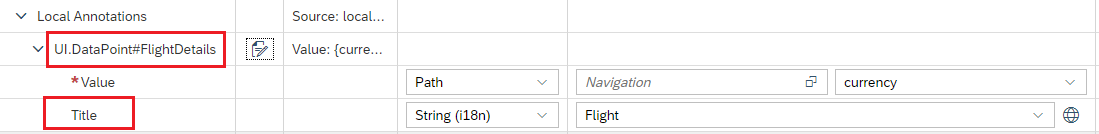 Local Annotations Source: local...
UI.DataPoint#FlightDetails Value: {curre...
*Value Path Navigation currency
Title String (i18n) Flight